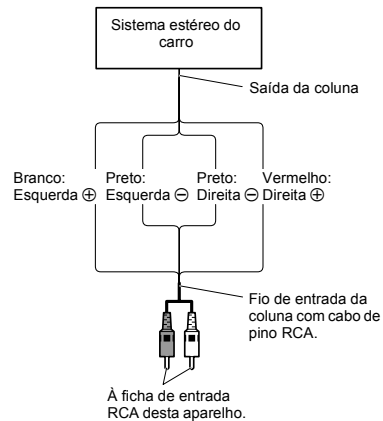 Sistema estéreo do
carro
Saída da coluna
Branco:
Esquerda ⊕
Preto:
Esquerda ⊖
Preto:
Direita ⊖
Vermelho:
Direita ⊕
Fio de entrada da
coluna com cabo de
pino RCA.
À ficha de entrada
RCA desta aparelho.